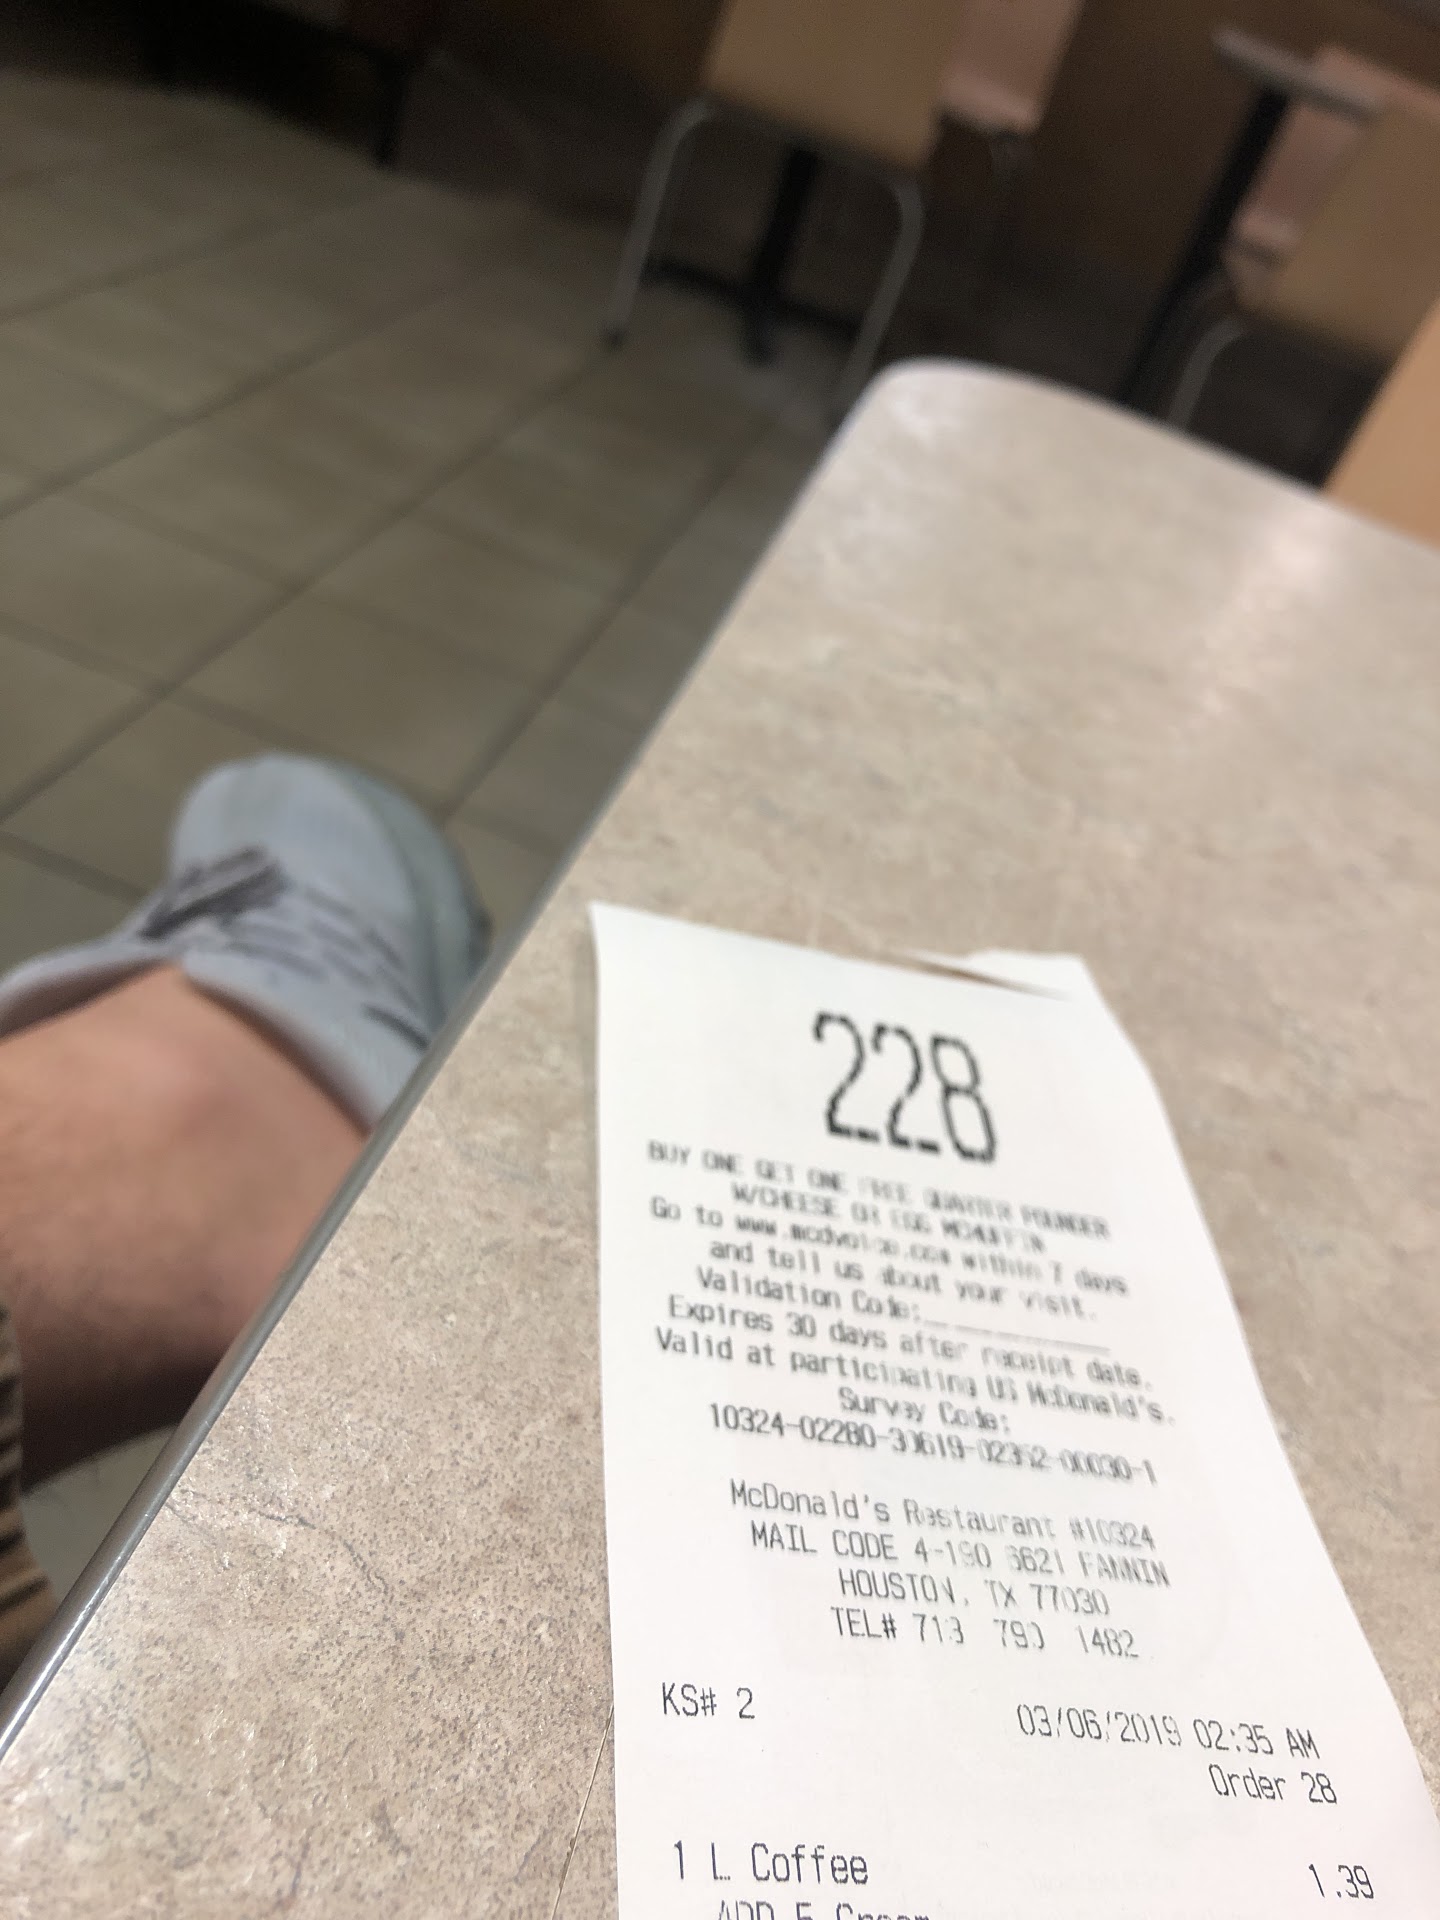 228
BUY ONE GET ONE FREE QUARTER POUNDER
W/CHEESE OR EGG MCMUFFIN
Go to www.mcdvoice.com within 7 days
and tell us about your visit.
Validation Code:____________
Expires 30 days after receipt date.
Valid at participating US McDonald's.
Survey Code:
10324-02280-30619-02352-00030-1
McDonald's Restaurant #10324
MAIL CODE 4-190 6621 FANNIN
HOUSTON, TX 77030
TEL# 713 790 1482
KS# 2
03/06/2019 02:35 AM
Order 28
1 L Coffee 1.39
ADD 5 Cream